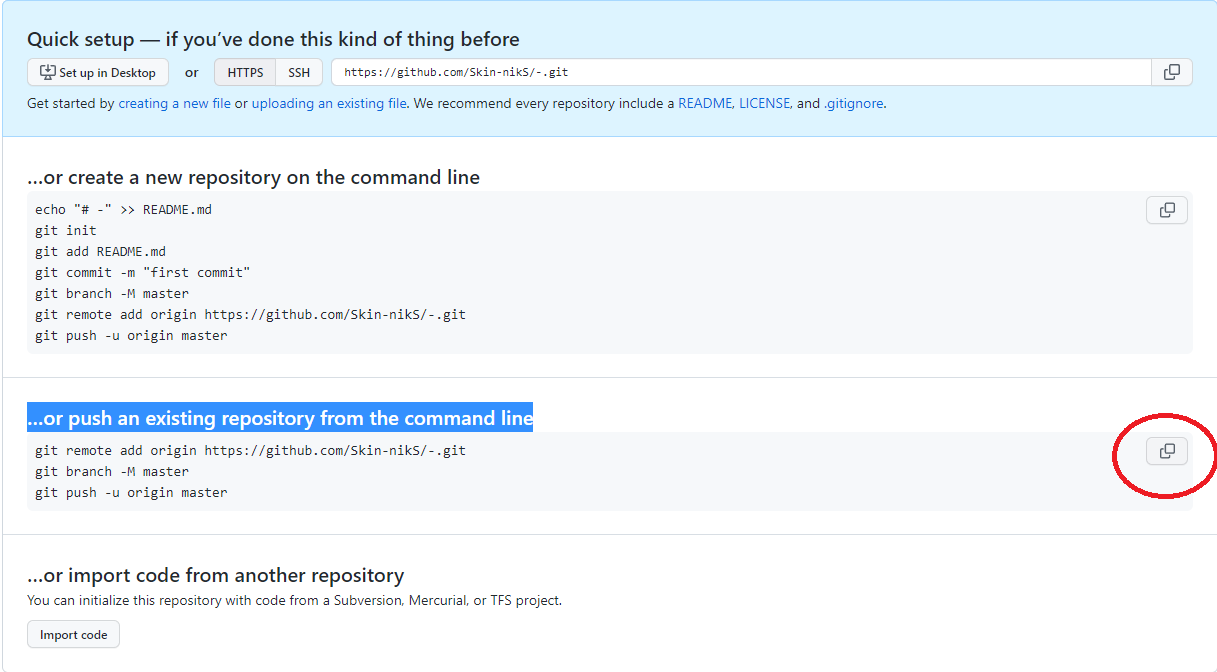 Quick setup — if you’ve done this kind of thing before
Set up in Desktop or HTTPS SSH https://github.com/Skin-nikS/-.git
Get started by creating a new file or uploading an existing file. We recommend every repository include a README, LICENSE, and .gitignore.
…or create a new repository on the command line
echo "# -" >> README.md
git init
git add README.md
git commit -m "first commit"
git branch -M master
git remote add origin https://github.com/Skin-nikS/-.git
git push -u origin master
…or push an existing repository from the command line
git remote add origin https://github.com/Skin-nikS/-.git
git branch -M master
git push -u origin master
…or import code from another repository
You can initialize this repository with code from a Subversion, Mercurial, or TFS project.
Import code